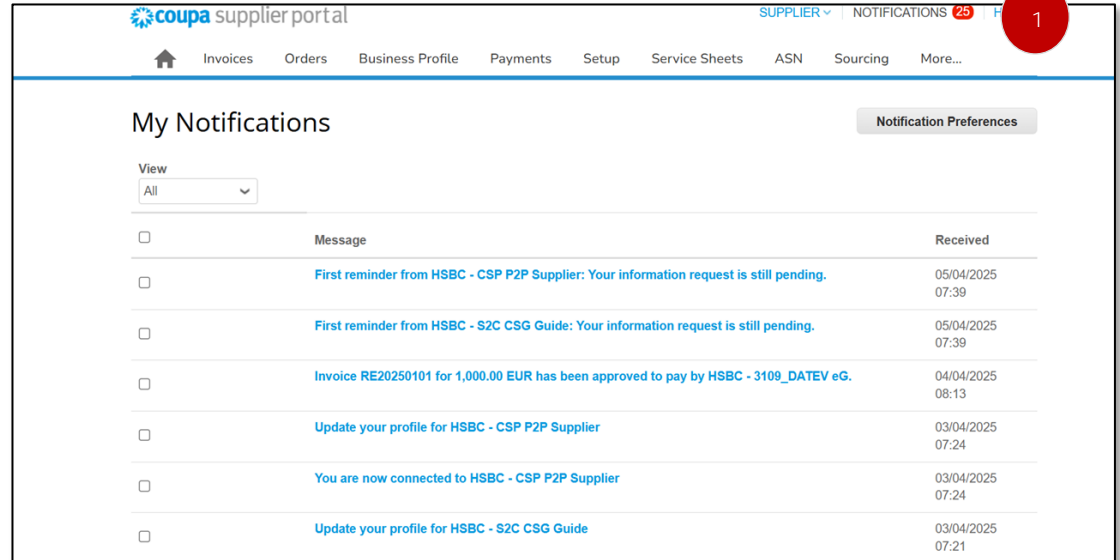 coupa supplier portal
SUPPLIER NOTIFICATIONS 25 H
1
Invoices Orders Business Profile Payments Setup Service Sheets ASN Sourcing More...
My Notifications
Notification Preferences
View
All
Message Received
First reminder from HSBC - CSP P2P Supplier: Your information request is still pending. 05/04/2025
07:39
First reminder from HSBC - S2C CSG Guide: Your information request is still pending. 05/04/2025
07:39
Invoice RE20250101 for 1,000.00 EUR has been approved to pay by HSBC - 3109_DATEV eG. 04/04/2025
08:13
Update your profile for HSBC - CSP P2P Supplier 03/04/2025
07:24
You are now connected to HSBC - CSP P2P Supplier 03/04/2025
07:24
Update your profile for HSBC - S2C CSG Guide 03/04/2025
07:21